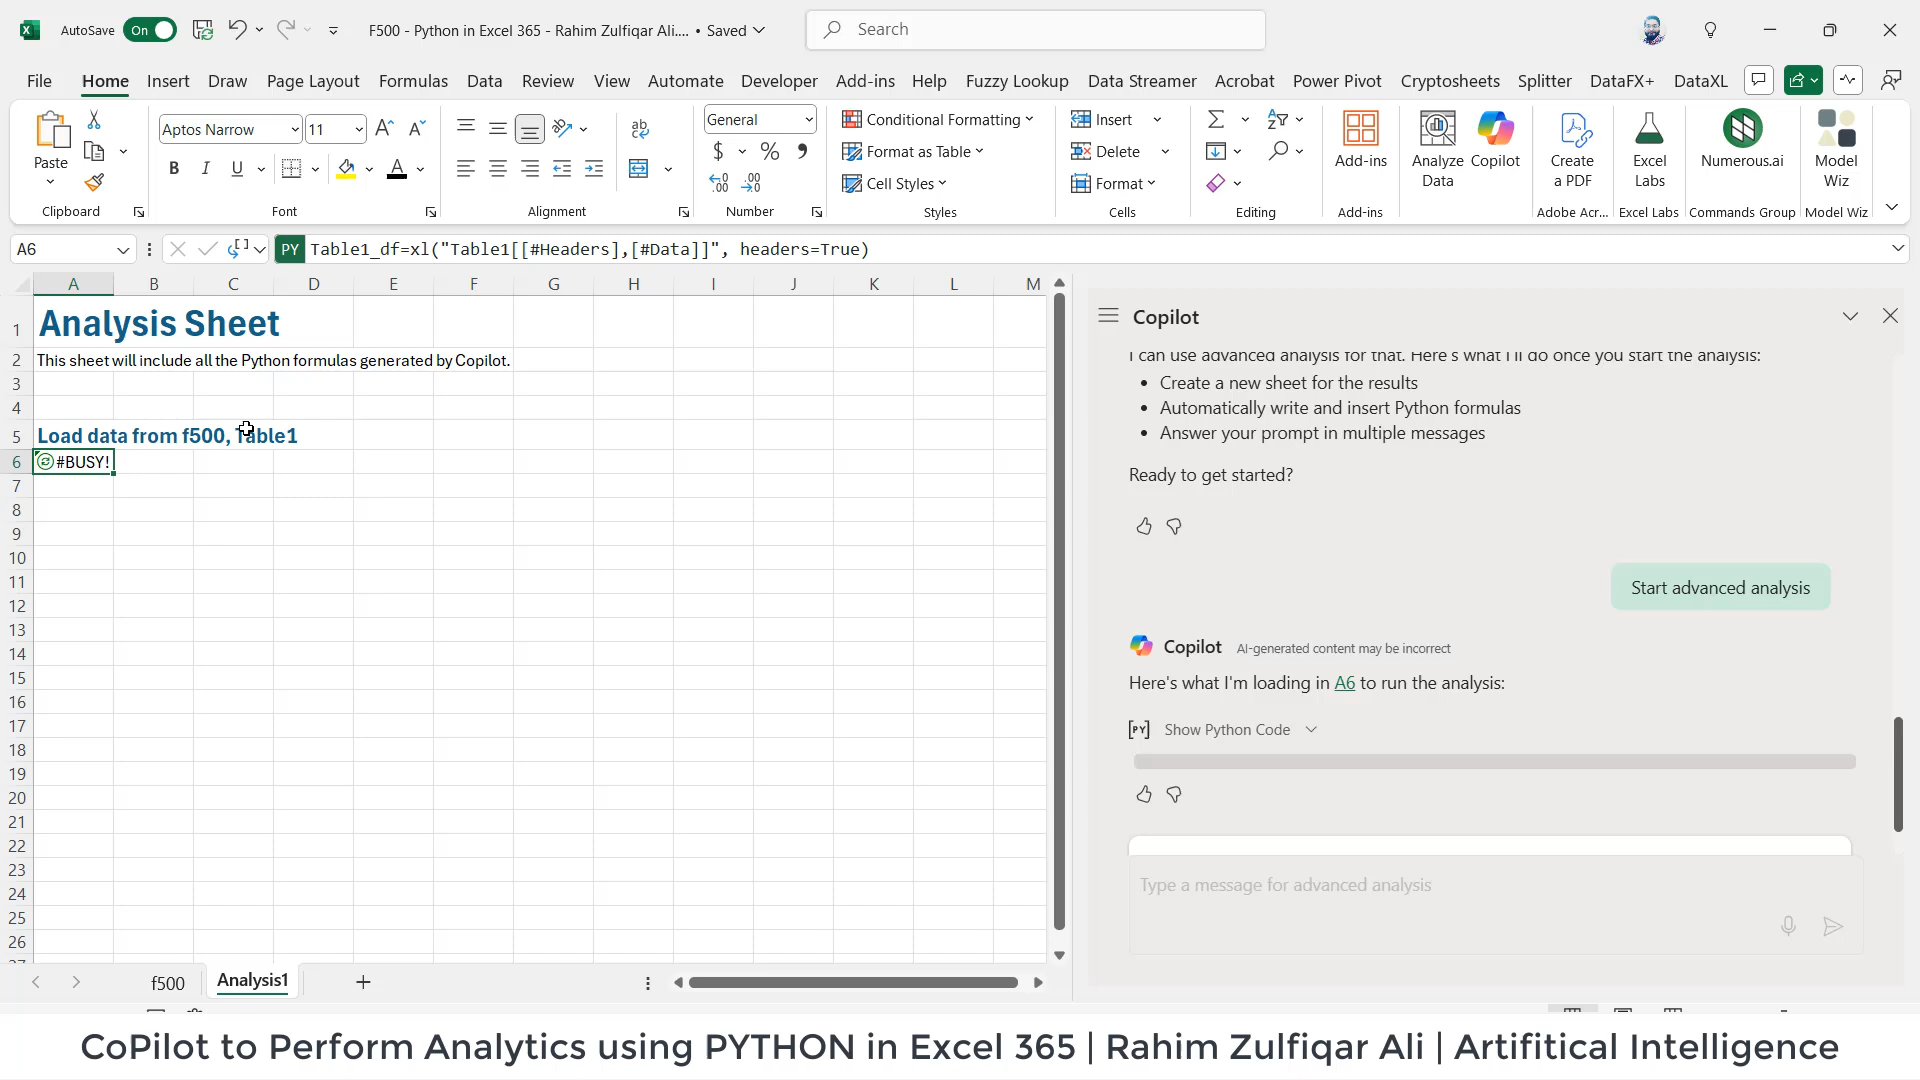 AutoSave On F500 - Python in Excel 365 - Rahim Zulfiqar Ali.... • Saved Search
File Home Insert Draw Page Layout Formulas Data Review View Automate Developer Add-ins Help Fuzzy Lookup Data Streamer Acrobat Power Pivot Cryptosheets Splitter DataFX+ DataXL
Aptos Narrow 11 General Conditional Formatting Insert
Paste Format as Table Delete Add-ins Analyze Data Copilot Create a PDF Excel Labs Numerous.ai Model Wiz
B I U $ % Cell Styles Format
Clipboard Font Alignment Number Styles Cells Editing Add-ins Adobe Acr... Excel Labs Commands Group Model Wiz
A6 PY Table1_df=xl("Table1[[#Headers],[#Data]]", headers=True)
A B C D E F G H I J K L M
1 Analysis Sheet
2 This sheet will include all the Python formulas generated by Copilot.
3
4
5 Load data from f500, Table1
6 #BUSY!
7
8
9
10
11
12
13
14
15
16
17
18
19
20
21
22
23
24
25
26
27
f500 Analysis1
Copilot
I can use advanced analysis for that. Here's what I'll do once you start the analysis:
• Create a new sheet for the results
• Automatically write and insert Python formulas
• Answer your prompt in multiple messages
Ready to get started?
Start advanced analysis
Copilot AI-generated content may be incorrect
Here's what I'm loading in A6 to run the analysis:
[PY] Show Python Code
Type a message for advanced analysis
CoPilot to Perform Analytics using PYTHON in Excel 365 | Rahim Zulfiqar Ali | Artifitical Intelligence